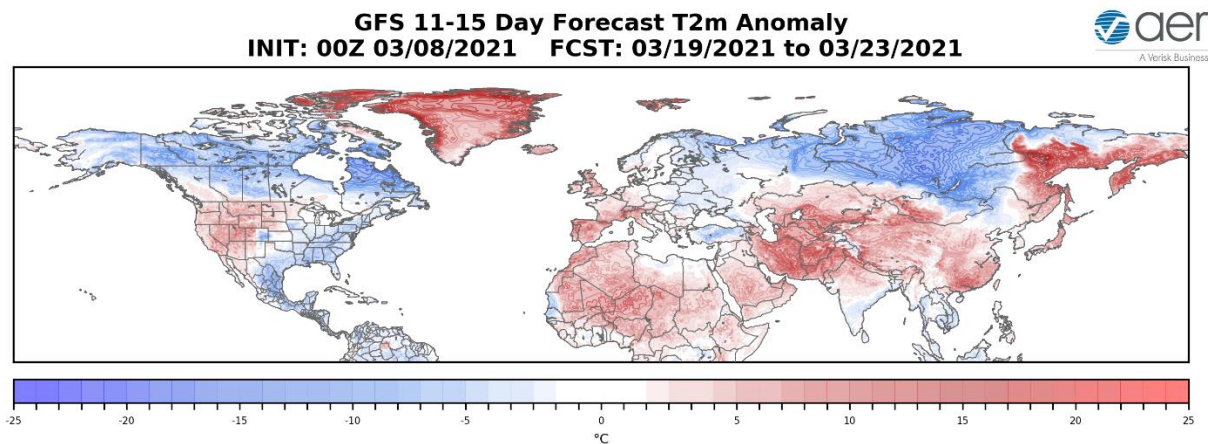 GFS 11-15 Day Forecast T2m Anomaly
INIT: 00Z 03/08/2021 FCST: 03/19/2021 to 03/23/2021
aer
A Verisk Business
-25 -20 -15 -10 -5 0 5 10 15 20 25
°C